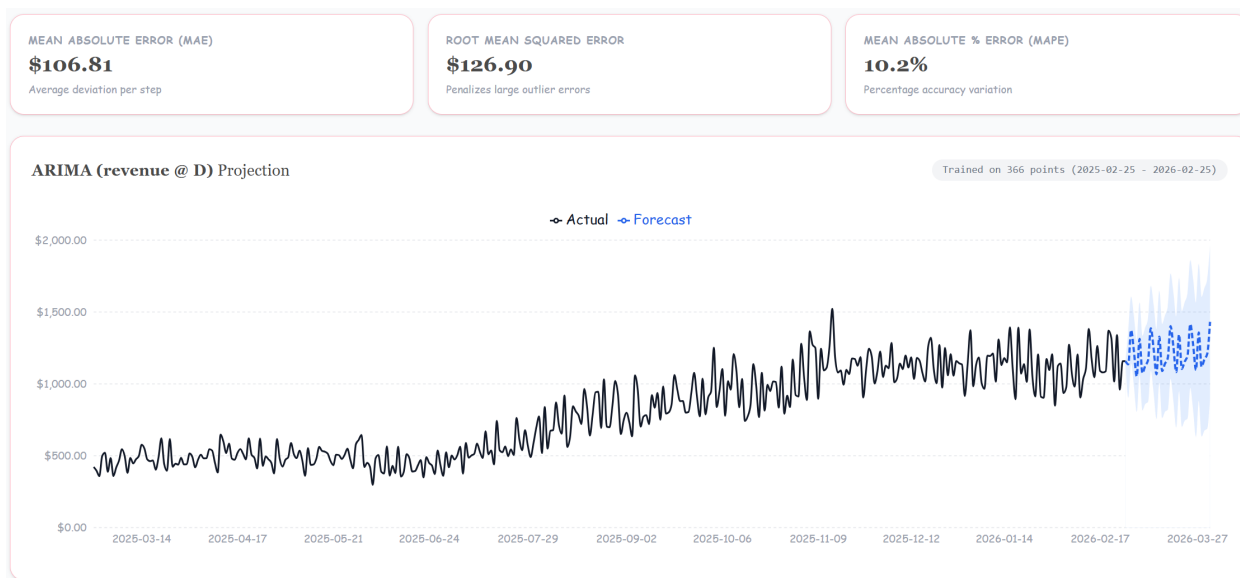 MEAN ABSOLUTE ERROR (MAE)
$106.81
Average deviation per step
ROOT MEAN SQUARED ERROR
$126.90
Penalizes large outlier errors
MEAN ABSOLUTE % ERROR (MAPE)
10.2%
Percentage accuracy variation
ARIMA (revenue @ D) Projection
Trained on 366 points (2025-02-25 - 2026-02-25)
Actual Forecast
$2,000.00
$1,500.00
$1,000.00
$500.00
$0.00
2025-03-14 2025-04-17 2025-05-21 2025-06-24 2025-07-29 2025-09-02 2025-10-06 2025-11-09 2025-12-12 2026-01-14 2026-02-17 2026-03-27